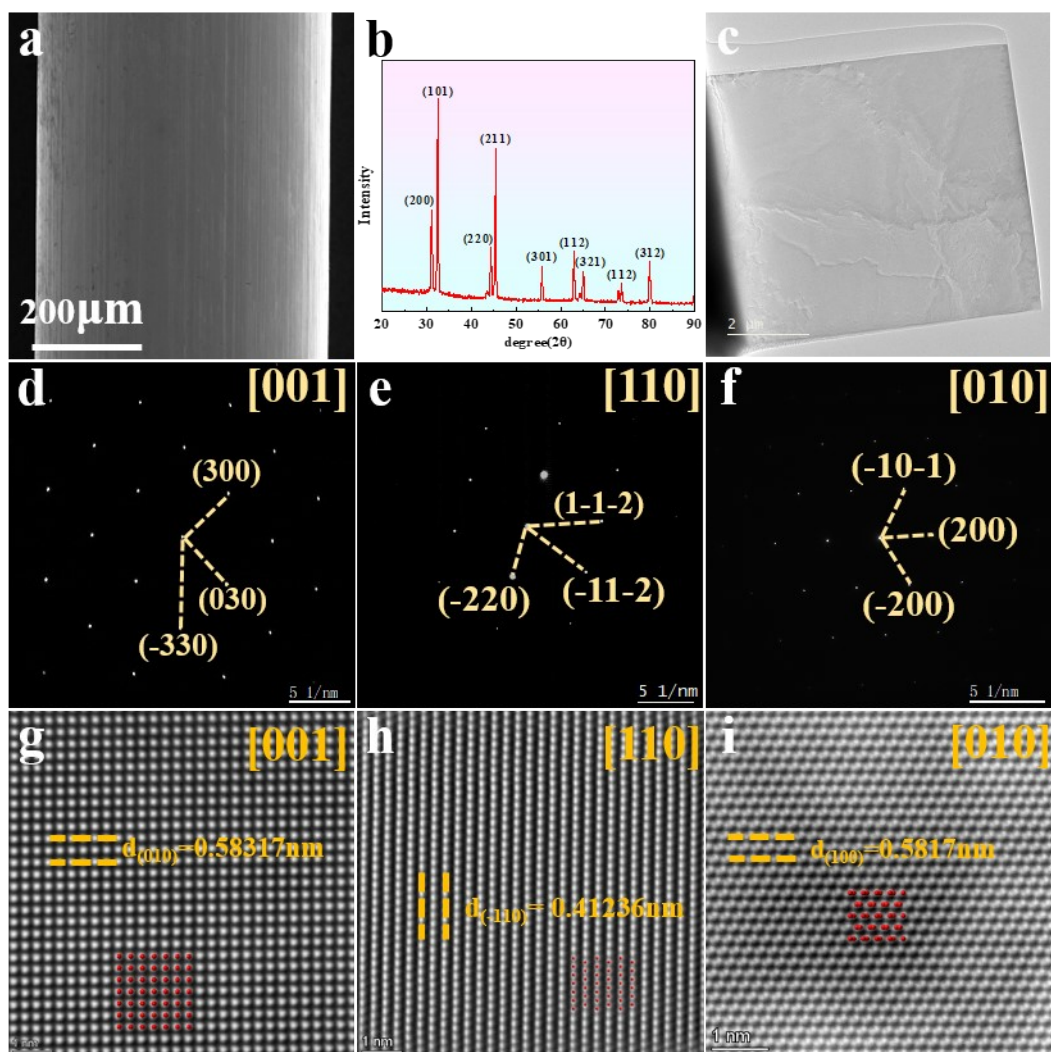 a
200μm
b
(101)
(211)
(200)
(220)
(301)
(112)
(321)
(112)
(312)
Intensity
20 30 40 50 60 70 80 90
degree(2θ)
c
2 μm
d
[001]
(300)
(030)
(-330)
5 1/nm
e
[110]
(1-1-2)
(-11-2)
(-220)
5 1/nm
f
[010]
(-10-1)
(200)
(-200)
5 1/nm
g
[001]
d(010)=0.58317nm
1 nm
h
[110]
d(-110)= 0.41236nm
1 nm
i
[010]
d(100)=0.5817nm
1 nm